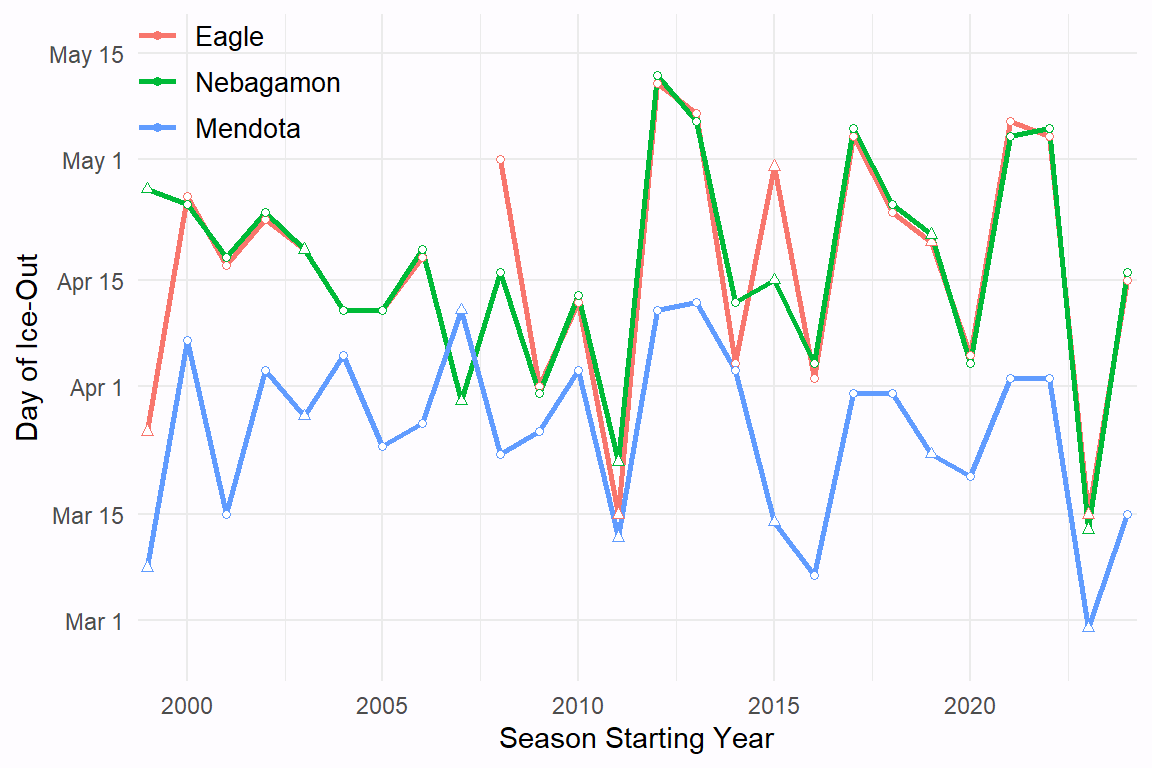 Eagle
Nebagamon
Mendota
May 15
May 1
Apr 15
Apr 1
Mar 15
Mar 1
Day of Ice-Out
2000 2005 2010 2015 2020
Season Starting Year